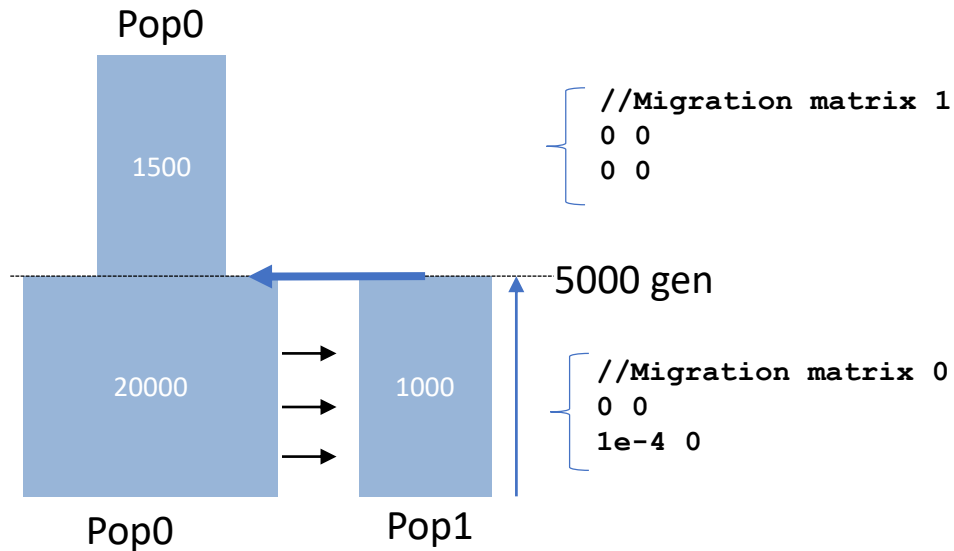 Pop0
//Migration matrix 1
0 0
0 0
1500
5000 gen
//Migration matrix 0
0 0
1e-4 0
20000
1000
Pop0
Pop1